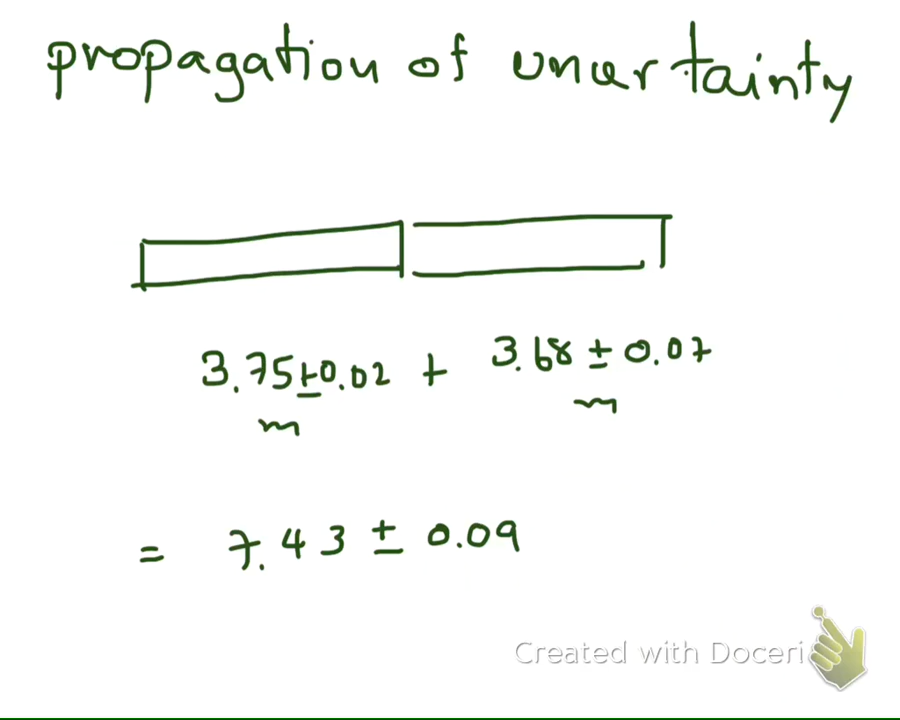 propagation of uncertainty
3.75±0.02 + 3.68 ± 0.07
m m
= 7.43 ± 0.09
Created with Doceri